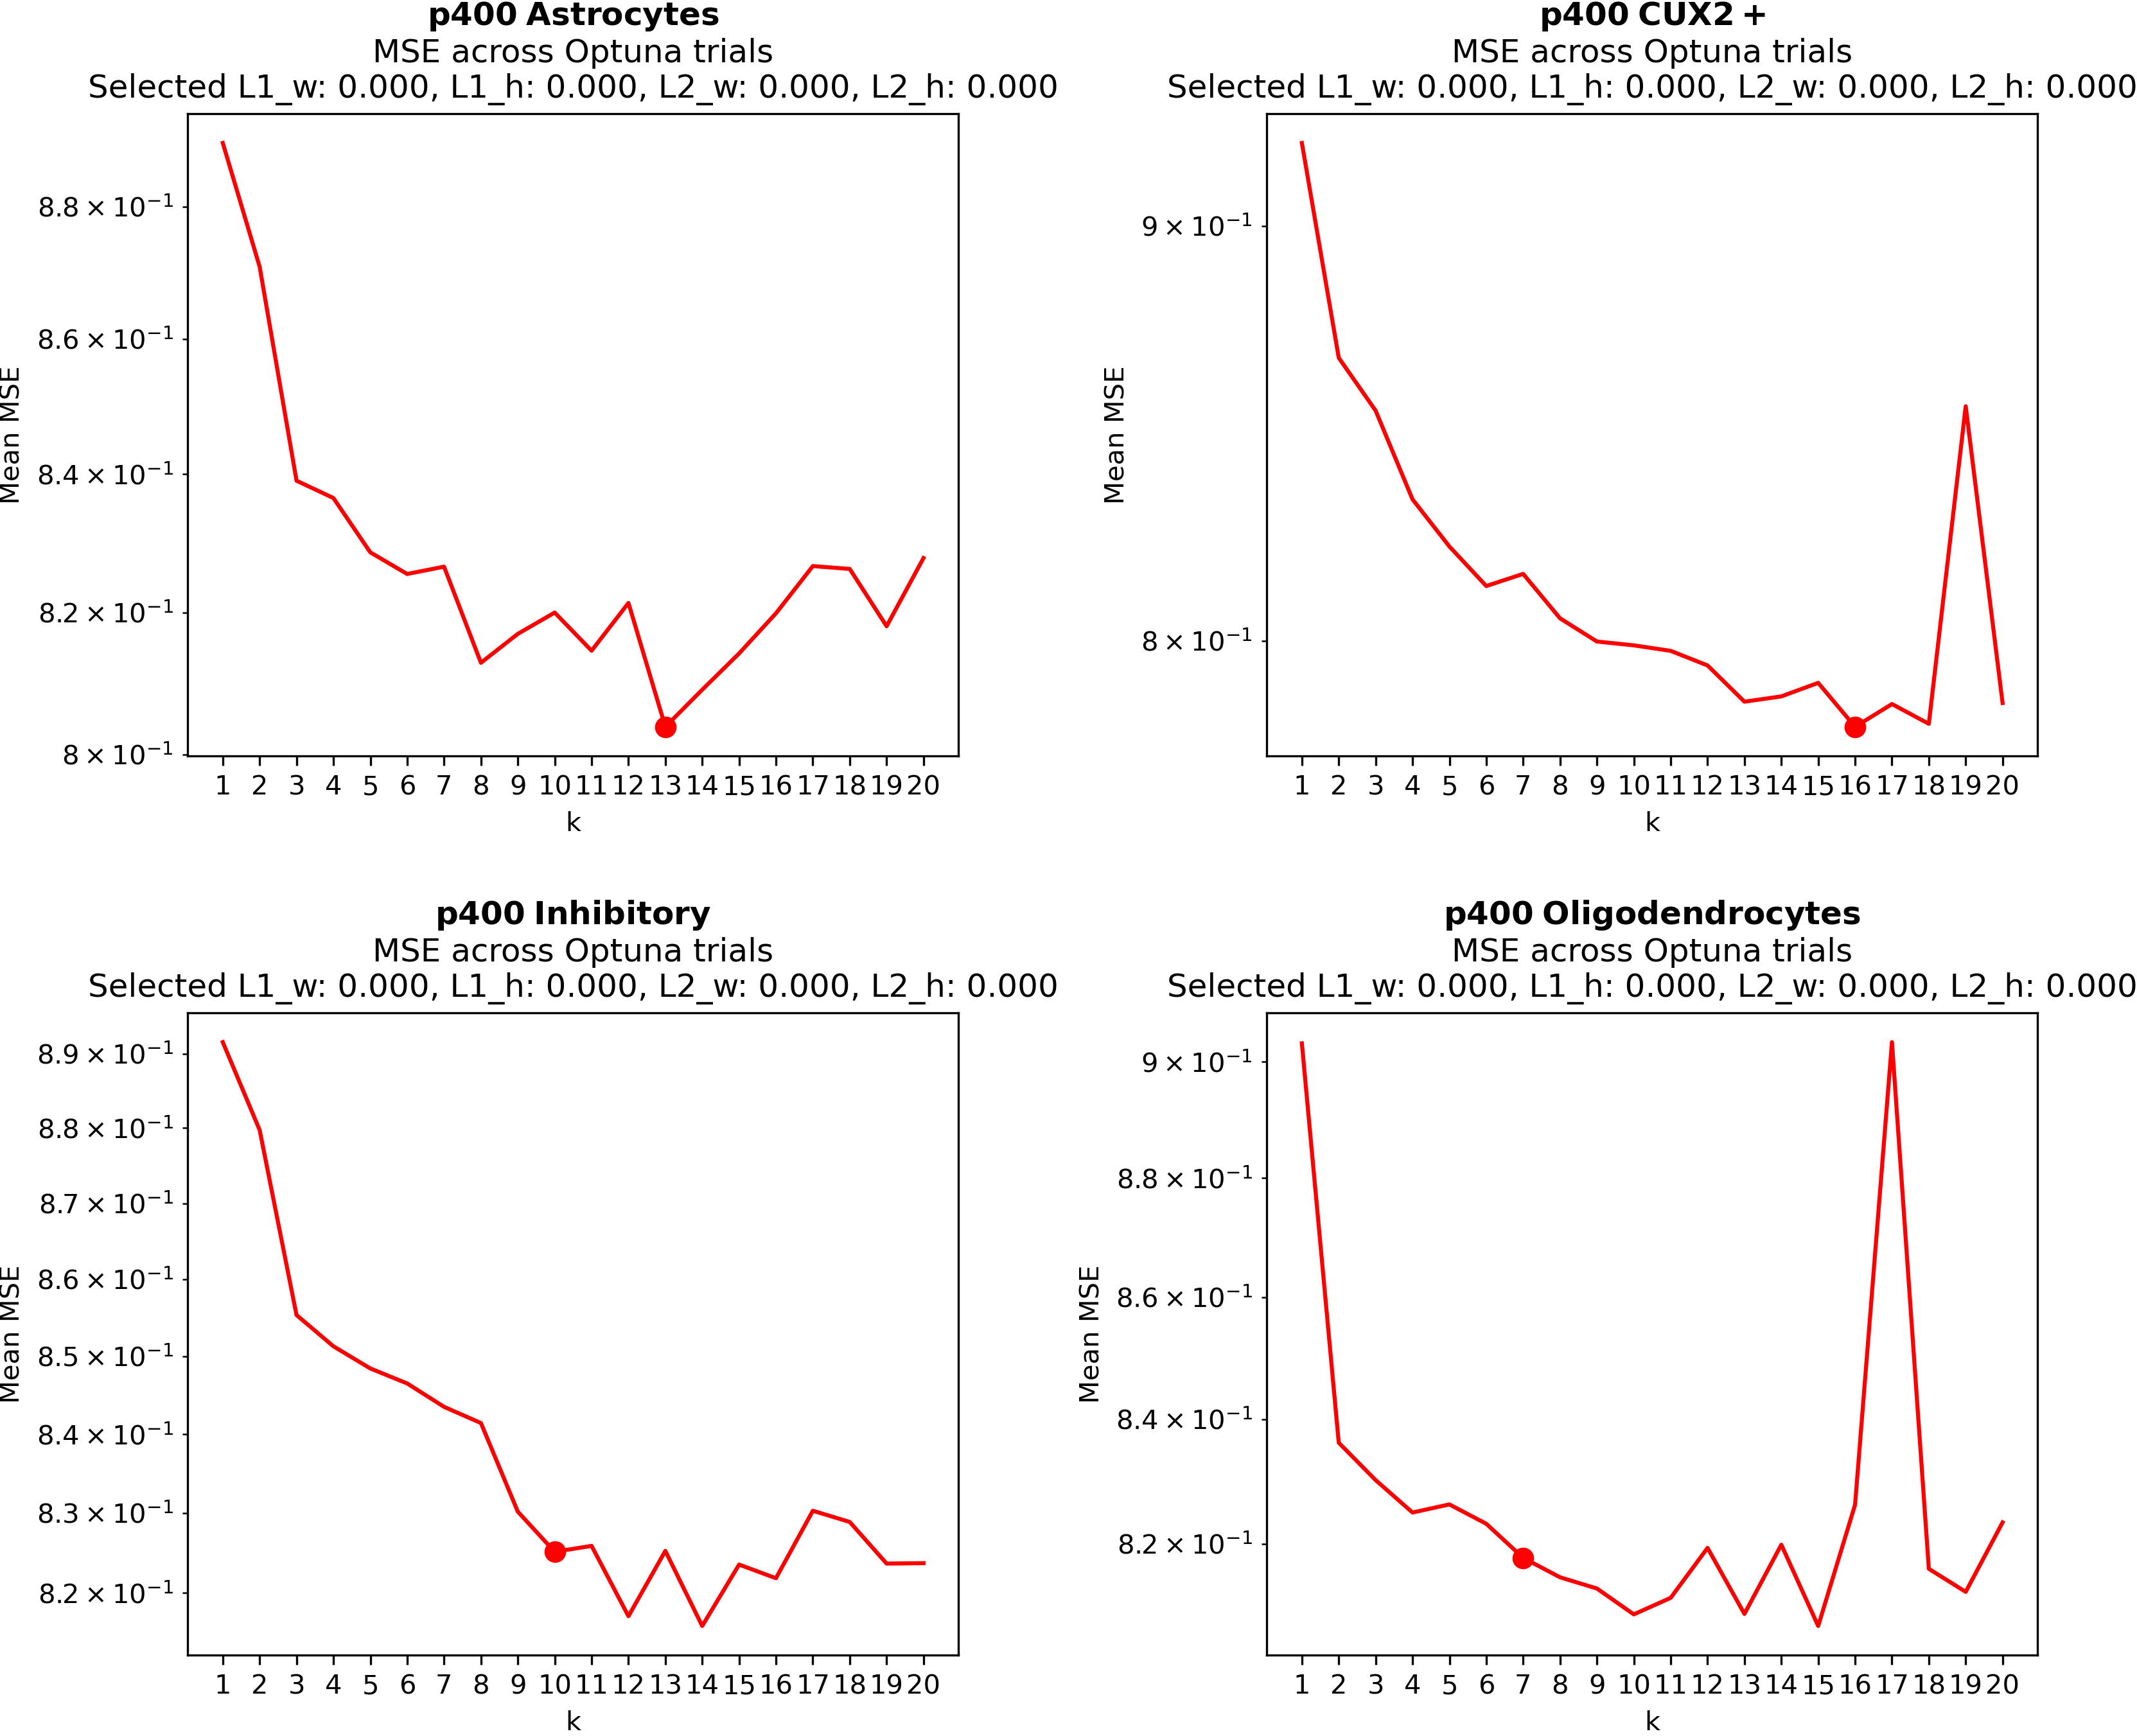 p400 Astrocytes
MSE across Optuna trials
Selected L1_w: 0.000, L1_h: 0.000, L2_w: 0.000, L2_h: 0.000
Mean MSE
8.8 × 10⁻¹
8.6 × 10⁻¹
8.4 × 10⁻¹
8.2 × 10⁻¹
8 × 10⁻¹
1 2 3 4 5 6 7 8 9 10 11 12 13 14 15 16 17 18 19 20
k
p400 CUX2 +
MSE across Optuna trials
Selected L1_w: 0.000, L1_h: 0.000, L2_w: 0.000, L2_h: 0.000
Mean MSE
9 × 10⁻¹
8 × 10⁻¹
1 2 3 4 5 6 7 8 9 10 11 12 13 14 15 16 17 18 19 20
k
p400 Inhibitory
MSE across Optuna trials
Selected L1_w: 0.000, L1_h: 0.000, L2_w: 0.000, L2_h: 0.000
Mean MSE
8.9 × 10⁻¹
8.8 × 10⁻¹
8.7 × 10⁻¹
8.6 × 10⁻¹
8.5 × 10⁻¹
8.4 × 10⁻¹
8.3 × 10⁻¹
8.2 × 10⁻¹
1 2 3 4 5 6 7 8 9 10 11 12 13 14 15 16 17 18 19 20
k
p400 Oligodendrocytes
MSE across Optuna trials
Selected L1_w: 0.000, L1_h: 0.000, L2_w: 0.000, L2_h: 0.000
Mean MSE
9 × 10⁻¹
8.8 × 10⁻¹
8.6 × 10⁻¹
8.4 × 10⁻¹
8.2 × 10⁻¹
1 2 3 4 5 6 7 8 9 10 11 12 13 14 15 16 17 18 19 20
k